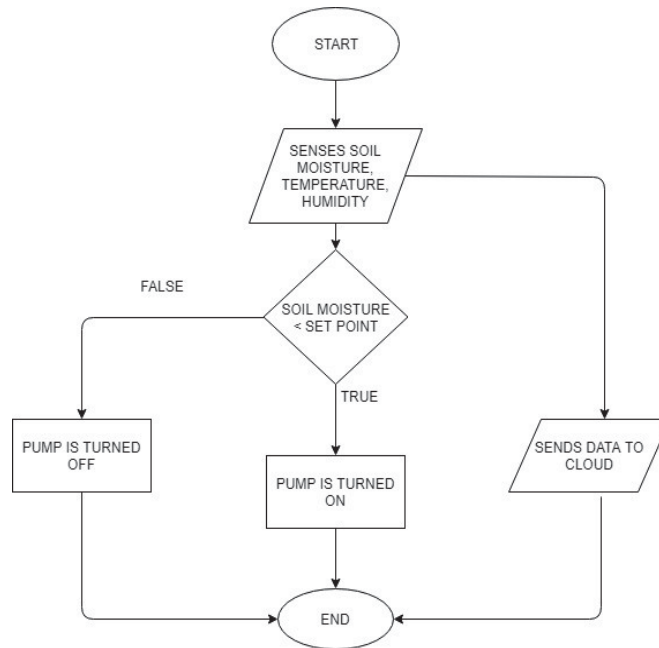 START
SENSES SOIL
MOISTURE,
TEMPERATURE,
HUMIDITY
FALSE
SOIL MOISTURE
< SET POINT
TRUE
PUMP IS TURNED
OFF
PUMP IS TURNED
ON
SENDS DATA TO
CLOUD
END